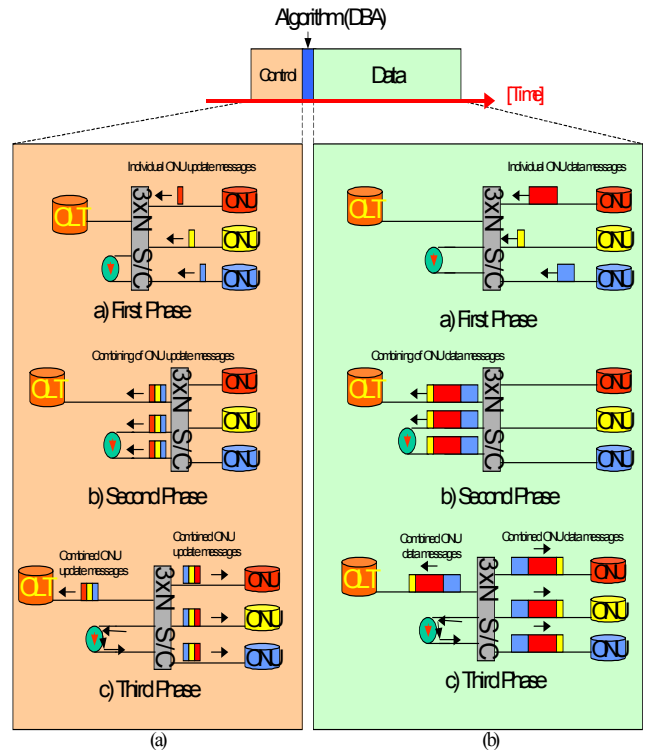 Algorithm (DBA)
Control
Data
[Time]
Individual ONU update messages
OLT
3xN S/C
ONU
ONU
ONU
a) First Phase
Combining of ONU update messages
OLT
3xN S/C
ONU
ONU
ONU
b) Second Phase
Combined ONU
update messages
Combined ONU
update messages
OLT
3xN S/C
ONU
ONU
ONU
c) Third Phase
(a)
Individual ONU data messages
OLT
3xN S/C
ONU
ONU
ONU
a) First Phase
Combining of ONU data messages
OLT
3xN S/C
ONU
ONU
ONU
b) Second Phase
Combined ONU
data messages
Combined ONU data messages
OLT
3xN S/C
ONU
ONU
ONU
c) Third Phase
(b)